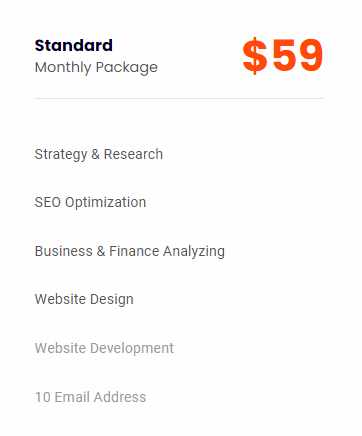 Standard
$59
Monthly Package
Strategy & Research
SEO Optimization
Business & Finance Analyzing
Website Design
Website Development
10 Email Address